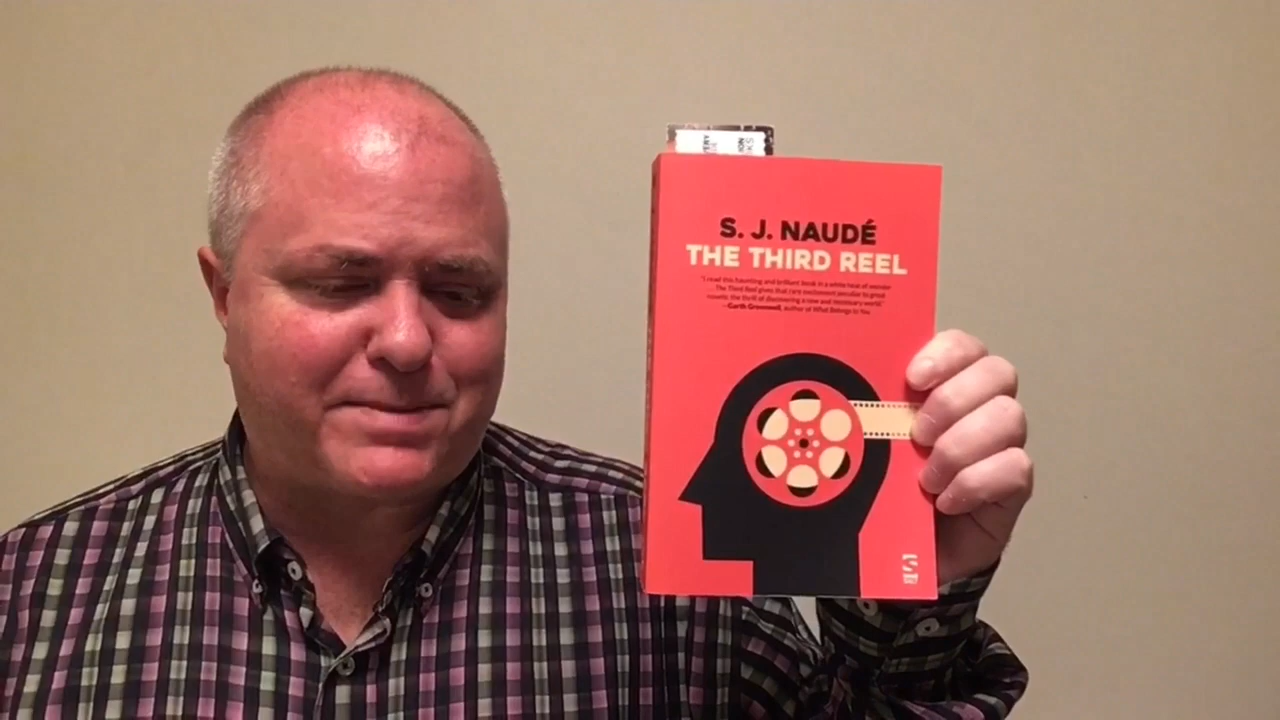 S. J. NAUDÉ
THE THIRD REEL
"I read this haunting and brilliant book in a white heat of wonder
... The Third Reel gives that rare excitement peculiar to great
novels: the thrill of discovering a new and necessary world."
– Garth Greenwell, author of What Belongs to You